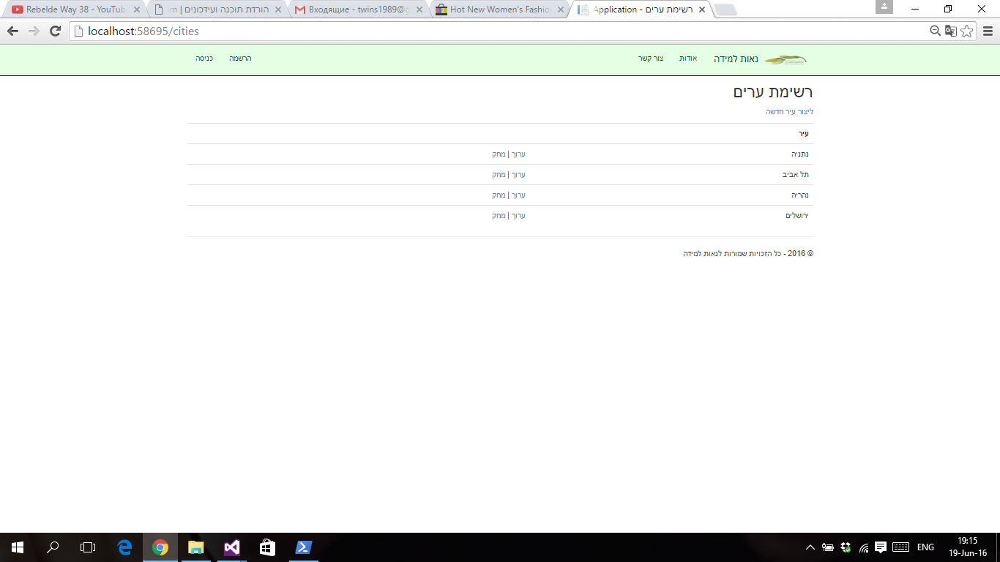 Rebelde Way 38 - YouTube
הורדת תוכנה ועידכונים | om
Входящие - twins1989@g
Hot New Women's Fashio
Application - רשימת ערים
localhost:58695/cities
נאות למידה אודות צור קשר הרשמה כניסה
רשימת ערים
ליצור עיר חדשה
עיר
נתניה ערוך | מחק
תל אביב ערוך | מחק
נהריה ערוך | מחק
ירושלים ערוך | מחק
© 2016 - כל הזכויות שמורות לנאות למידה
ENG
19:15
19-Jun-16